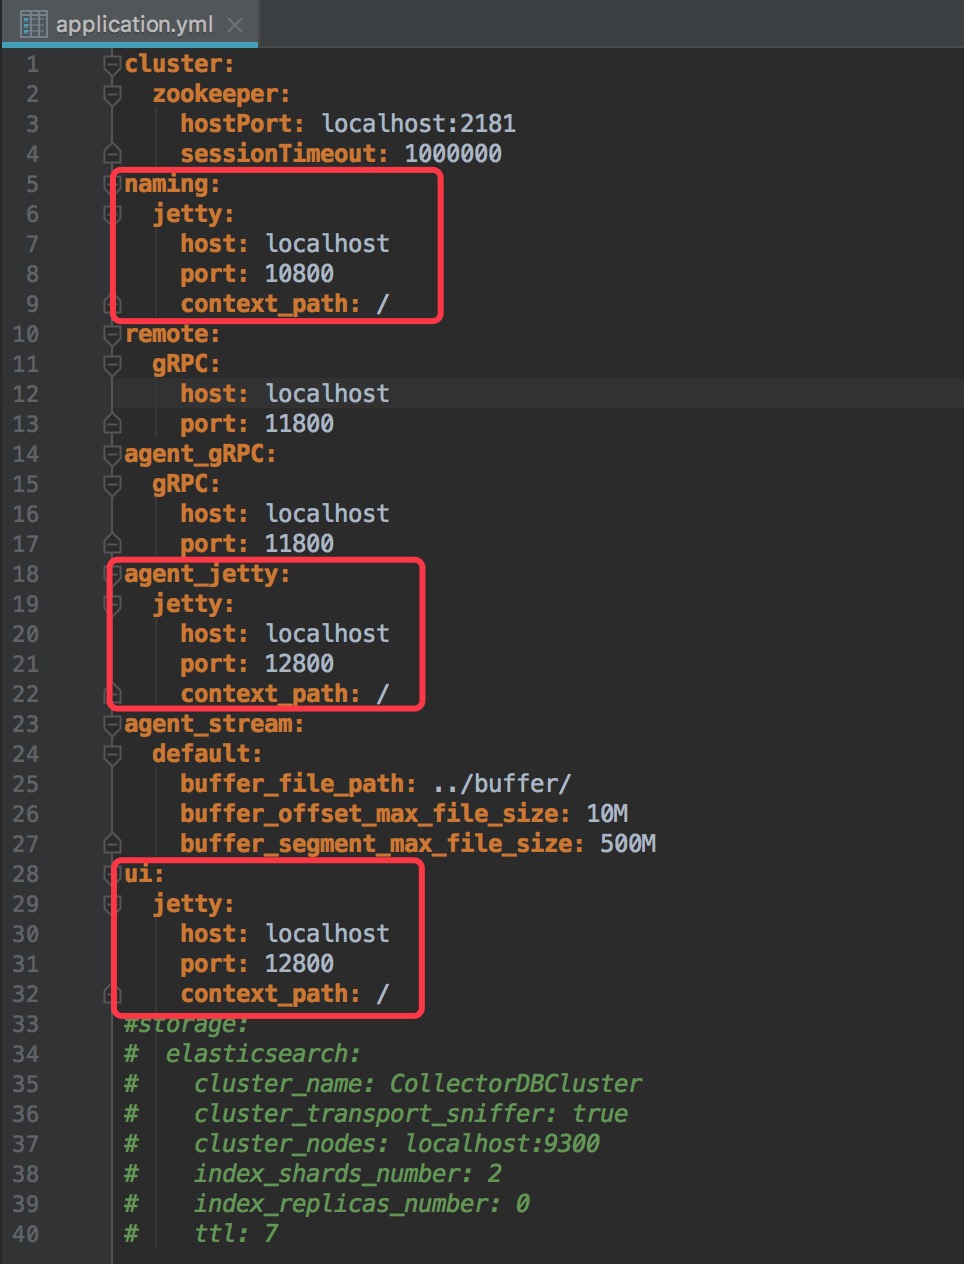 application.yml
1 cluster:
2   zookeeper:
3     hostPort: localhost:2181
4     sessionTimeout: 1000000
5 naming:
6   jetty:
7     host: localhost
8     port: 10800
9     context_path: /
10 remote:
11   gRPC:
12     host: localhost
13     port: 11800
14 agent_gRPC:
15   gRPC:
16     host: localhost
17     port: 11800
18 agent_jetty:
19   jetty:
20     host: localhost
21     port: 12800
22     context_path: /
23 agent_stream:
24   default:
25     buffer_file_path: ../buffer/
26     buffer_offset_max_file_size: 10M
27     buffer_segment_max_file_size: 500M
28 ui:
29   jetty:
30     host: localhost
31     port: 12800
32     context_path: /
33 #storage:
34 #  elasticsearch:
35 #    cluster_name: CollectorDBCluster
36 #    cluster_transport_sniffer: true
37 #    cluster_nodes: localhost:9300
38 #    index_shards_number: 2
39 #    index_replicas_number: 0
40 #    ttl: 7